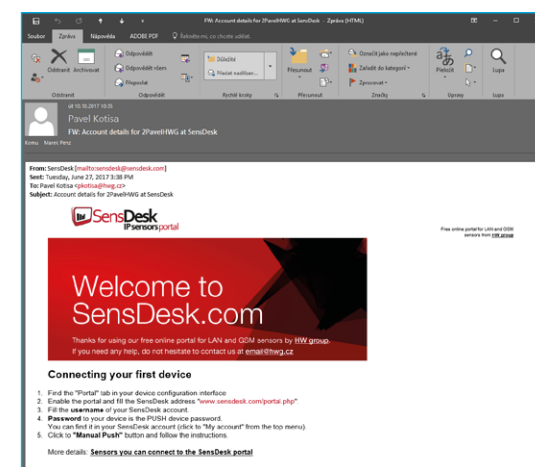 FW: Account details for 2PavelHWG at SensDesk - Zpráva (HTML)
Soubor Zpráva Nápověda ADOBE PDF Řekněte mi, co chcete udělat.
Odstranit Archivovat
Odpovědět
Odpovědět všem
Přeposlat
Důležité
Předat nadřízen...
Přesunout
Označit jako nepřečtené
Zařadit do kategorií
Zpracovat
Přeložit
Lupa
Odstranit Odpovědět Rychlé kroky Přesunout Značky Úpravy Lupa
út 10.10.2017 10:35
Pavel Kotisa
FW: Account details for 2PavelHWG at SensDesk
Komu Marek Perz
From: SensDesk [mailto:sensdesk@sensdesk.com]
Sent: Tuesday, June 27, 2017 3:38 PM
To: Pavel Kotisa <pkotisa@hwg.cz>
Subject: Account details for 2PavelHWG at SensDesk
SensDesk
IPsensorsportal
Free online portal for LAN and GSM
sensors from HW group
Welcome to
SensDesk.com
Thanks for using our free online portal for LAN and GSM sensors by HW group.
If you need any help, do not hesitate to contact us at email@hwg.cz
Connecting your first device
1. Find the "Portal" tab in your device configuration interface
2. Enable the portal and fill the SensDesk address "www.sensdesk.com/portal.php"
3. Fill the username of your SensDesk account.
4. Password to your device is the PUSH device password.
You can find it in your SensDesk account (click to "My account" from the top menu).
5. Click to "Manual Push" button and follow the instructions.
More details: Sensors you can connect to the SensDesk portal